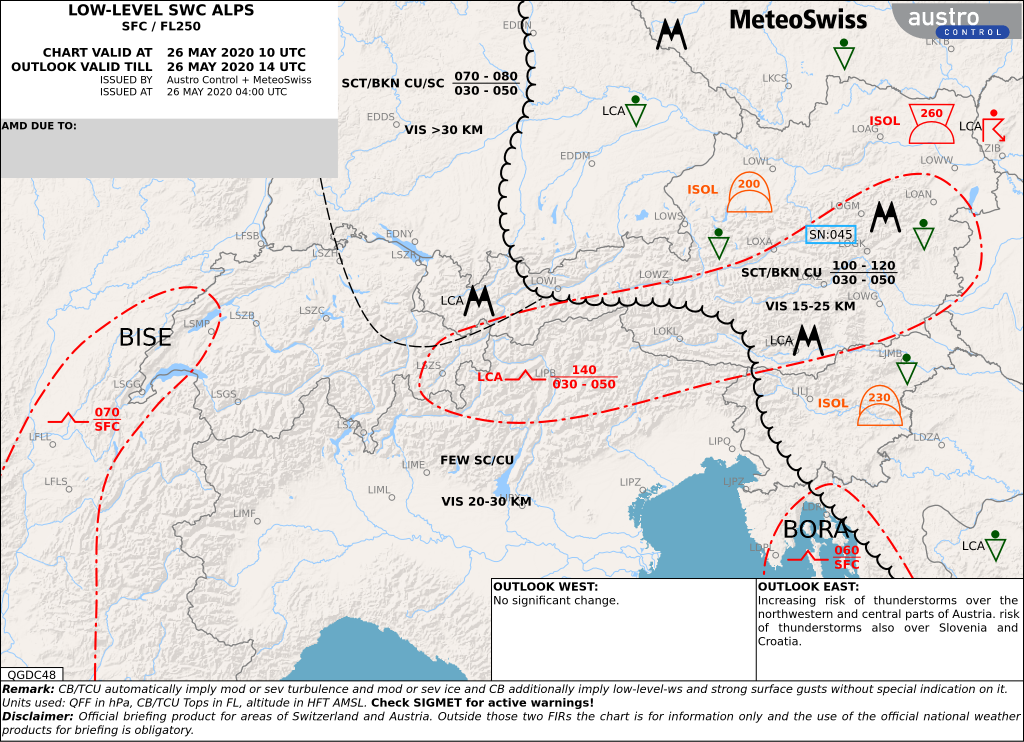 LOW-LEVEL SWC ALPS
SFC / FL250
CHART VALID AT 26 MAY 2020 10 UTC
OUTLOOK VALID TILL 26 MAY 2020 14 UTC
ISSUED BY Austro Control + MeteoSwiss
ISSUED AT 26 MAY 2020 04:00 UTC
AMD DUE TO:
MeteoSwiss
austro
CONTROL
EDDN
LKTB
LKCS
SCT/BKN CU/SC 070 - 080
030 - 050
EDDS
VIS >30 KM
LCA
EDDM
ISOL 260
LCA
LOAG
LZIB
LOWW
LOWL
ISOL 200
LOAN
LOGM
LOWS
SN:045
LOXA
LOGK
LSFB
EDNY
LSZH
LSZR
LOWI
LOWZ
SCT/BKN CU 100 - 120
030 - 050
LOWG
VIS 15-25 KM
LCA
LSZB
LSZC
LSMP
BISE
LOKL
LCA
LJMB
LSZS
LCA 140
030 - 050
LIPB
LSGG
LSGS
LJLJ
ISOL 230
070
SFC
LFLL
LSZA
LIPQ
LDZA
FEW SC/CU
LIME
LFLS
LIML
LIPZ
LJPZ
VIS 20-30 KM
LIMF
BORA
LDPL
060
SFC
LCA
OUTLOOK WEST:
No significant change.
OUTLOOK EAST:
Increasing risk of thunderstorms over the
northwestern and central parts of Austria. risk
of thunderstorms also over Slovenia and
Croatia.
QGDC48
Remark: CB/TCU automatically imply mod or sev turbulence and mod or sev ice and CB additionally imply low-level-ws and strong surface gusts without special indication on it.
Units used: QFF in hPa, CB/TCU Tops in FL, altitude in HFT AMSL. Check SIGMET for active warnings!
Disclaimer: Official briefing product for areas of Switzerland and Austria. Outside those two FIRs the chart is for information only and the use of the official national weather
products for briefing is obligatory.